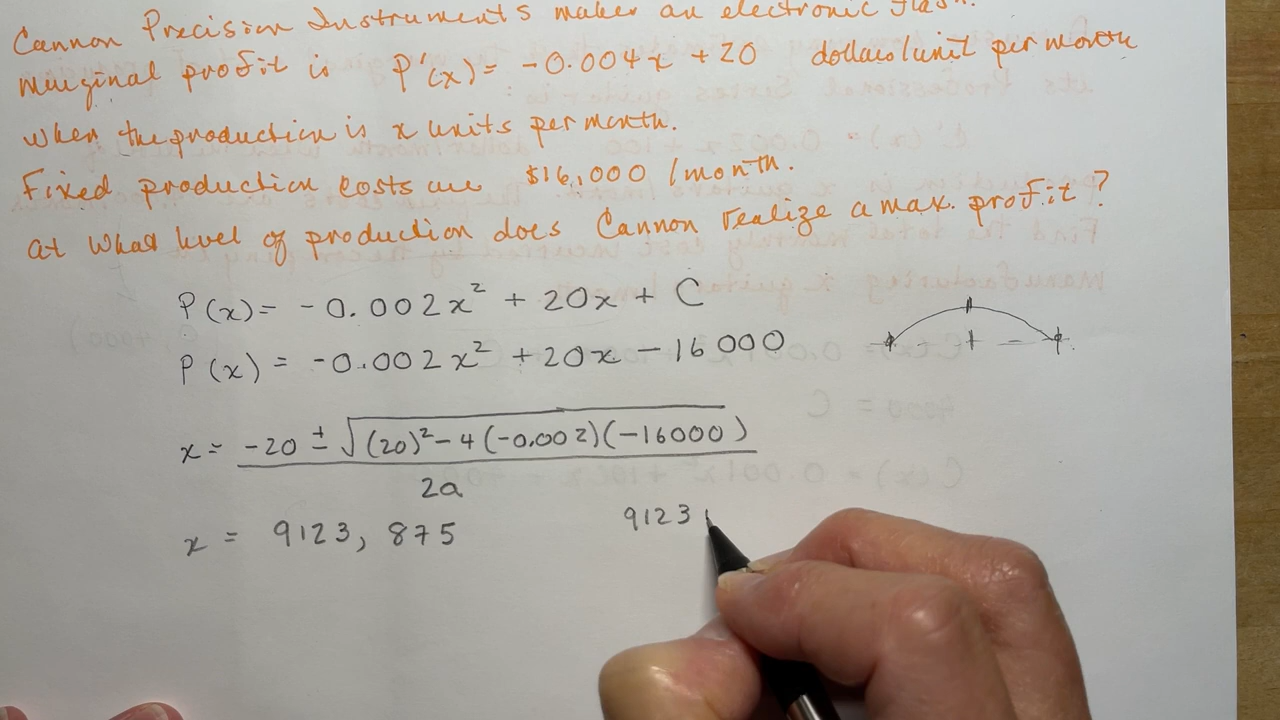 Cannon Precision Instruments makes an electronic flash.
marginal profit is P'(x) = -0.004x + 20 dollars/unit per month
when the production is x units per month.
Fixed production costs are $16,000 /month.
at what level of production does Cannon realize a max. profit?
P(x) = -0.002x² + 20x + C
P(x) = -0.002x² + 20x - 16000
x = -20 ± √(20)² - 4(-0.002)(-16000)
2a
x = 9123, 875 9123